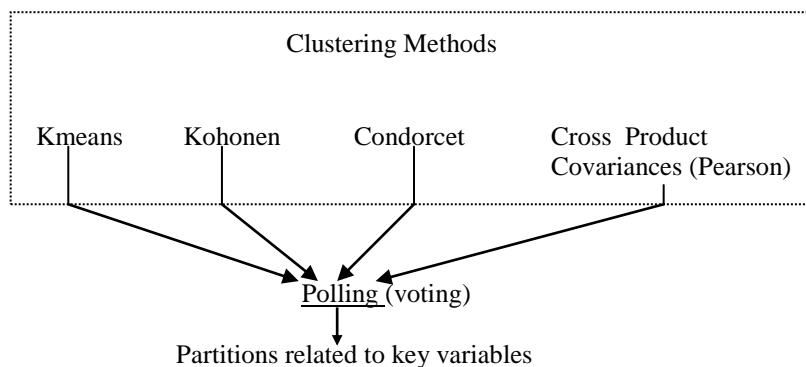 Clustering Methods
Kmeans
Kohonen
Condorcet
Cross Product
Covariances (Pearson)
Polling (voting)
Partitions related to key variables